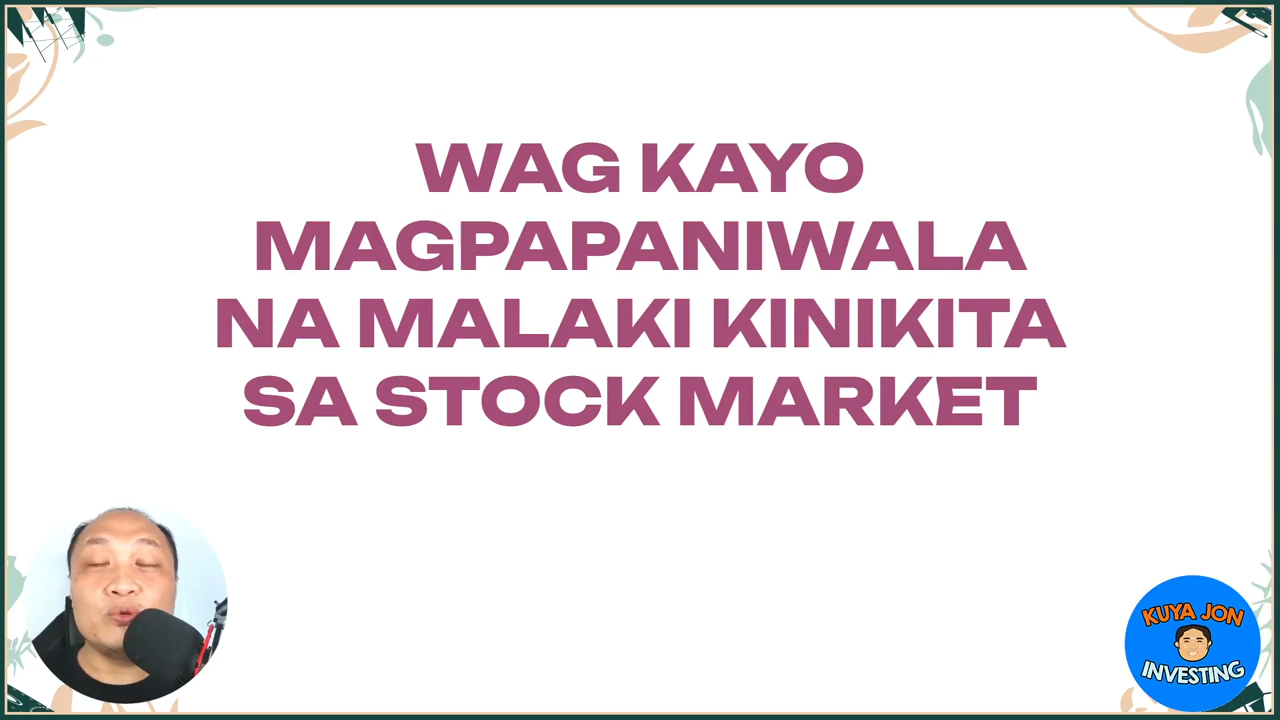 WAG KAYO
MAGPAPANIWALA
NA MALAKI KINIKITA
SA STOCK MARKET
KUYA JON
INVESTING